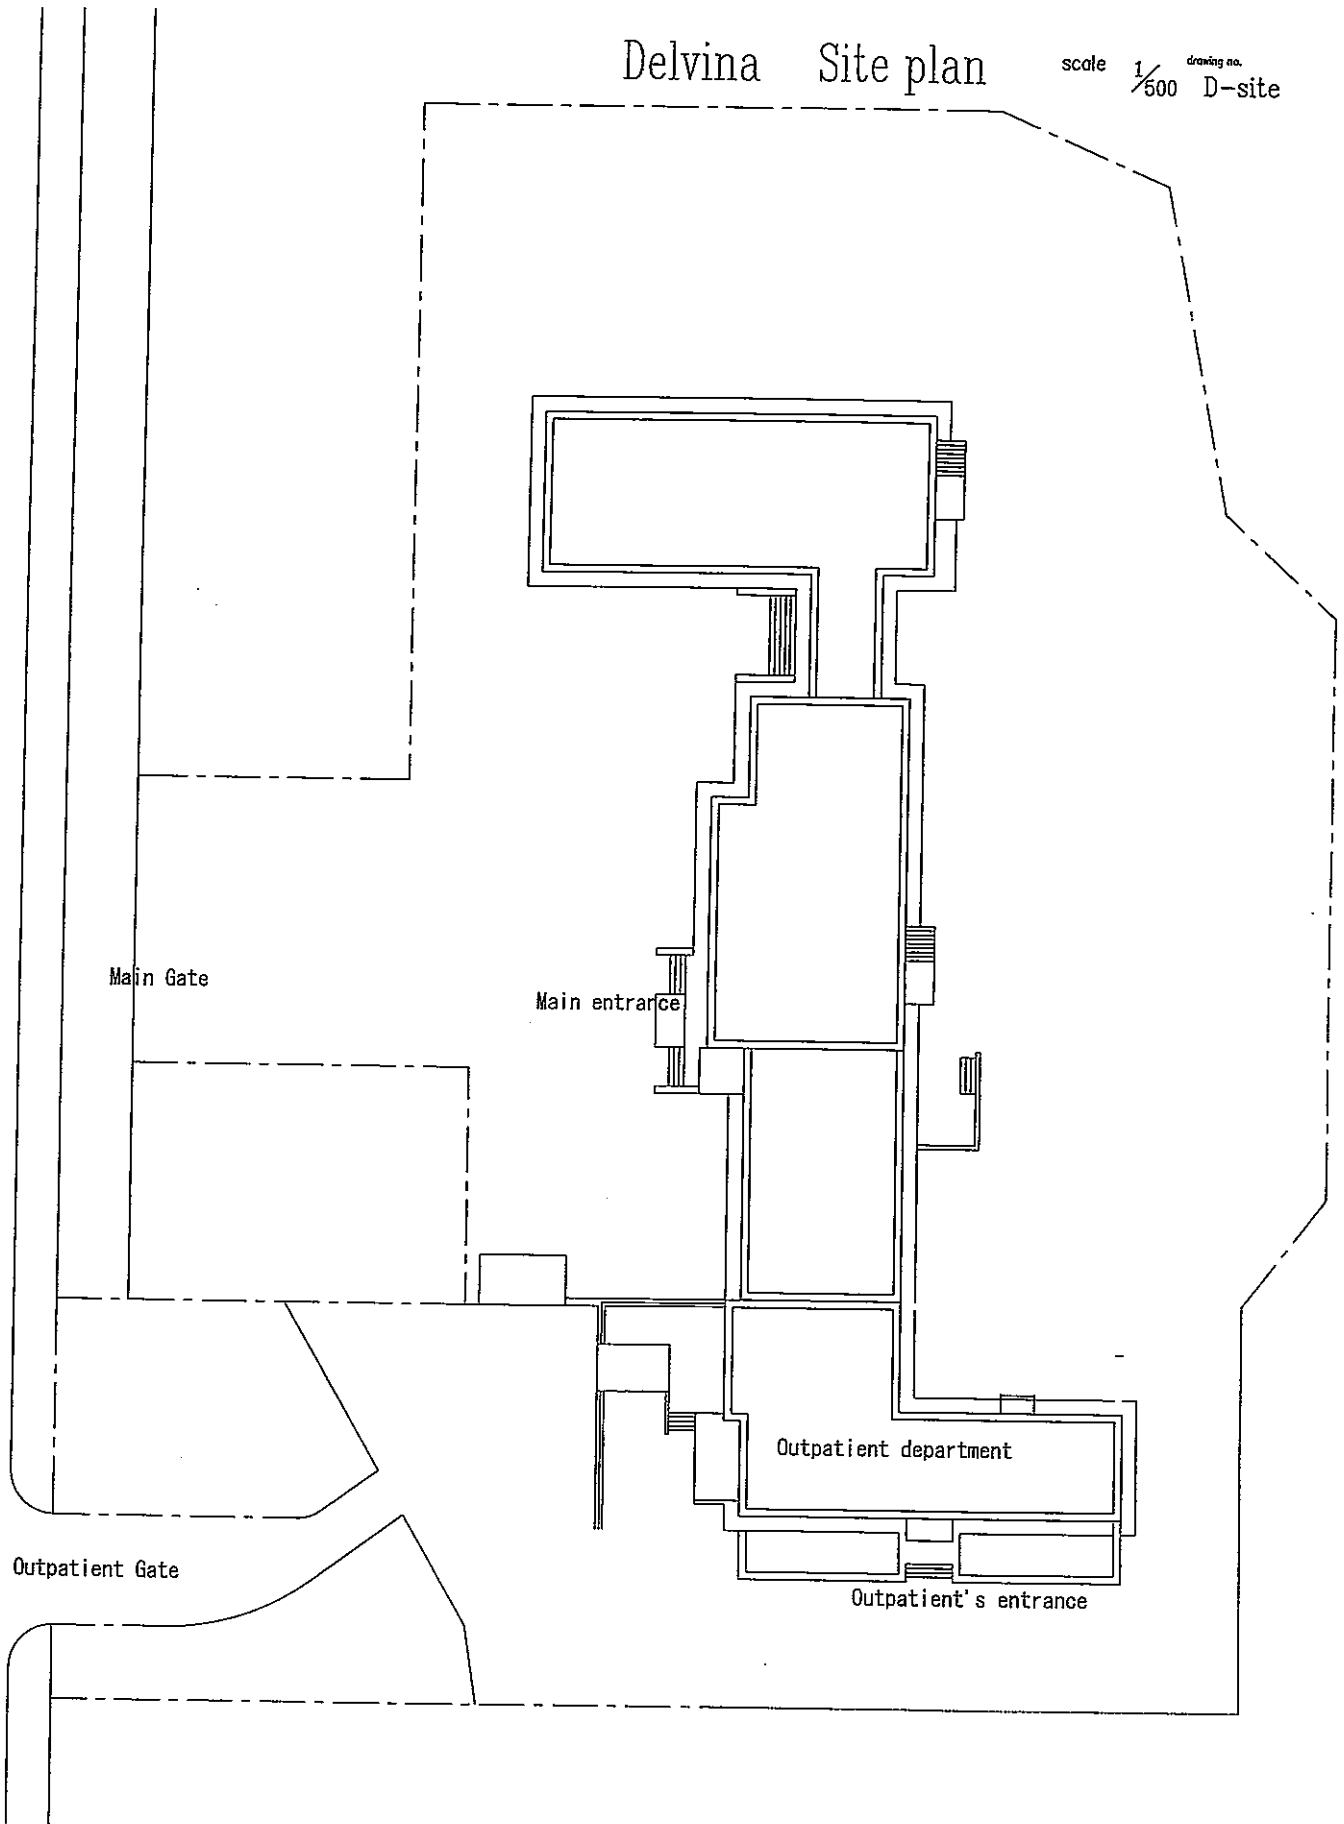 Delvina Site plan scale 1/500 drawing no. D-site
Main Gate
Main entrance
Outpatient department
Outpatient Gate
Outpatient's entrance